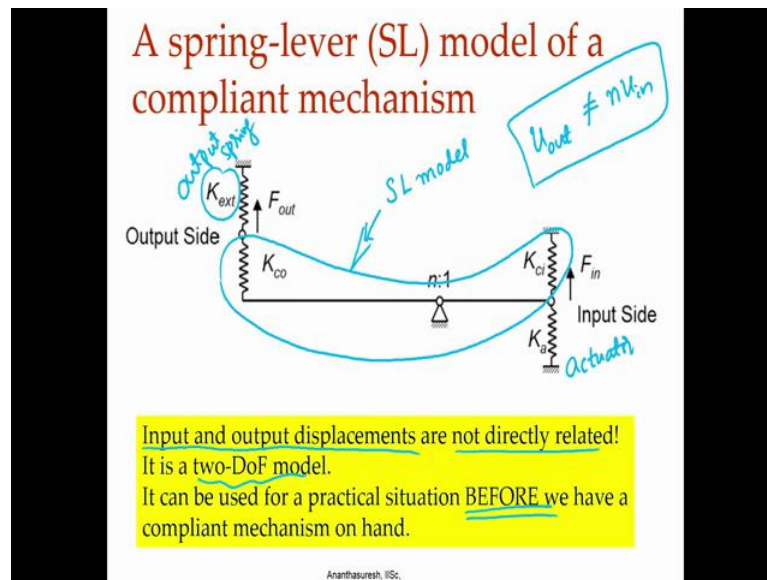 A spring-lever (SL) model of a
compliant mechanism
U_out ≠ nU_in
output
spring
SL model
K_ext
F_out
Output Side
K_co
n:1
K_ci
F_in
Input Side
K_a
actuator
Input and output displacements are not directly related!
It is a two-DoF model.
It can be used for a practical situation BEFORE we have a
compliant mechanism on hand.
Ananthasuresh, IISc,